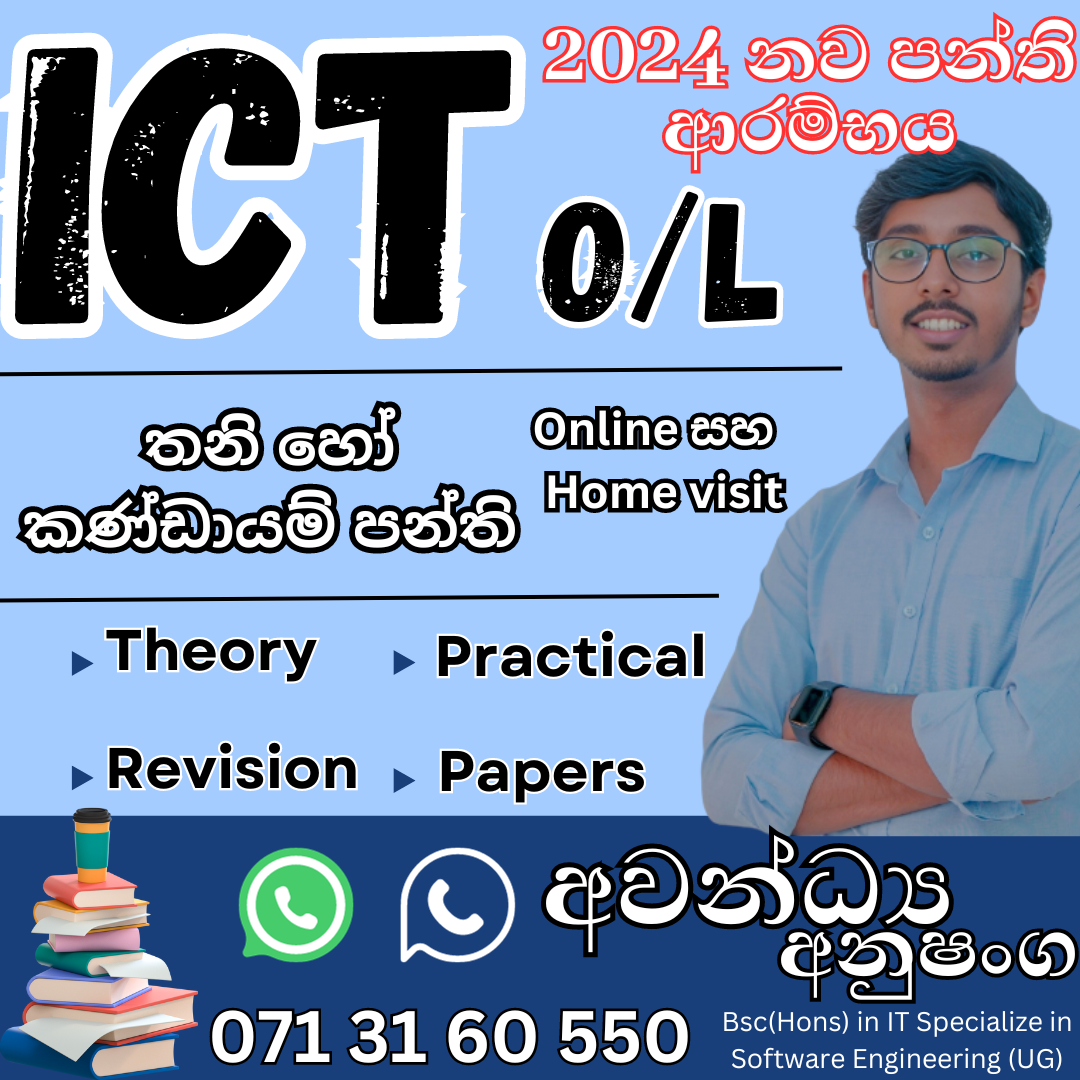 ICT
2024 නව පන්ති
ආරම්භය
O/L
තනි හෝ
කණ්ඩායම් පන්ති
Online සහ
Home visit
Theory
Practical
Revision
Papers
අවන්ධ්‍ය
අනුෂංග
071 31 60 550
Bsc(Hons) in IT Specialize in
Software Engineering (UG)